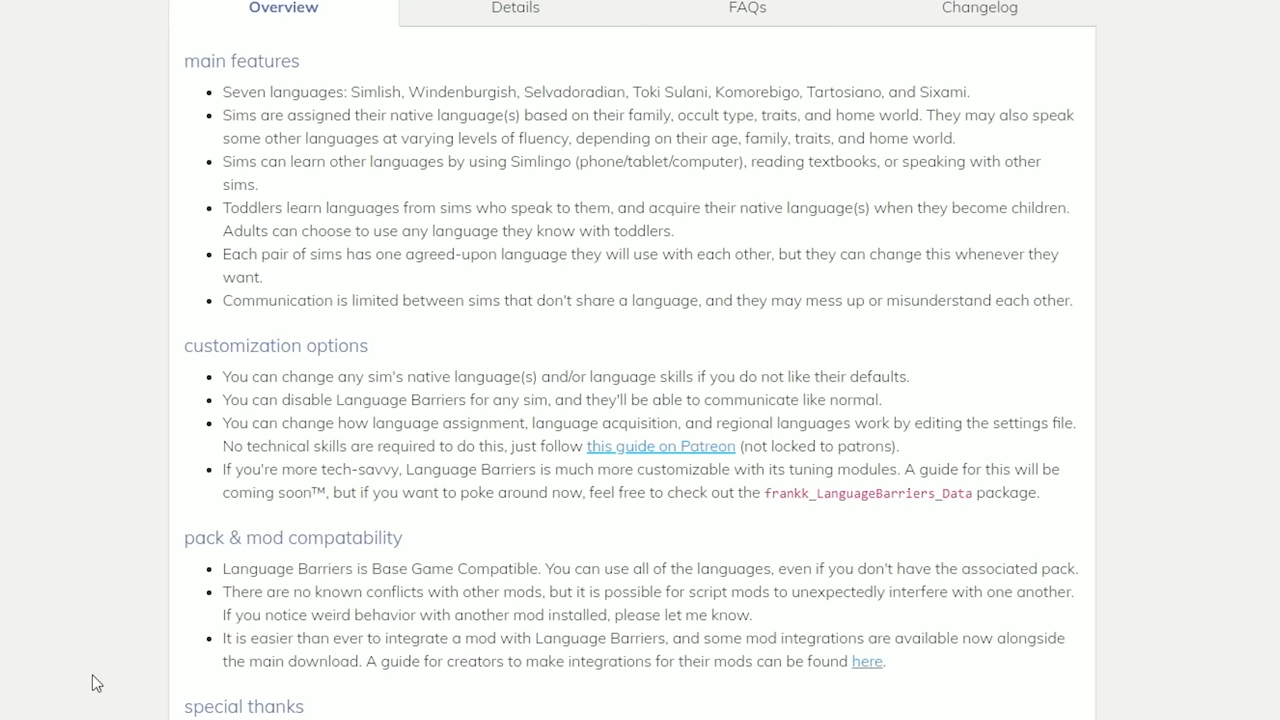 Overview Details FAQs Changelog
main features
Seven languages: Simlish, Windenburgish, Selvadoradian, Toki Sulani, Komorebigo, Tartosiano, and Sixami.
Sims are assigned their native language(s) based on their family, occult type, traits, and home world. They may also speak
some other languages at varying levels of fluency, depending on their age, family, traits, and home world.
Sims can learn other languages by using Simlingo (phone/tablet/computer), reading textbooks, or speaking with other
sims.
Toddlers learn languages from sims who speak to them, and acquire their native language(s) when they become children.
Adults can choose to use any language they know with toddlers.
Each pair of sims has one agreed-upon language they will use with each other, but they can change this whenever they
want.
Communication is limited between sims that don't share a language, and they may mess up or misunderstand each other.
customization options
You can change any sim's native language(s) and/or language skills if you do not like their defaults.
You can disable Language Barriers for any sim, and they'll be able to communicate like normal.
You can change how language assignment, language acquisition, and regional languages work by editing the settings file.
No technical skills are required to do this, just follow this guide on Patreon (not locked to patrons).
If you're more tech-savvy, Language Barriers is much more customizable with its tuning modules. A guide for this will be
coming soon™, but if you want to poke around now, feel free to check out the frankk_LanguageBarriers_Data package.
pack & mod compatability
Language Barriers is Base Game Compatible. You can use all of the languages, even if you don't have the associated pack.
There are no known conflicts with other mods, but it is possible for script mods to unexpectedly interfere with one another.
If you notice weird behavior with another mod installed, please let me know.
It is easier than ever to integrate a mod with Language Barriers, and some mod integrations are available now alongside
the main download. A guide for creators to make integrations for their mods can be found here.
special thanks